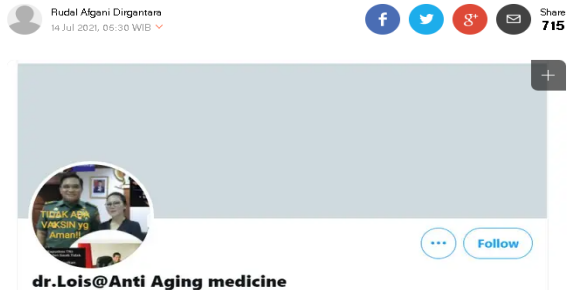 Rudal Afgani Dirgantara
14 Jul 2021, 05:30 WIB
Share
715
TIDAK ADA
VAKSIN yg
Aman!!
Follow
dr.Lois@Anti Aging medicine